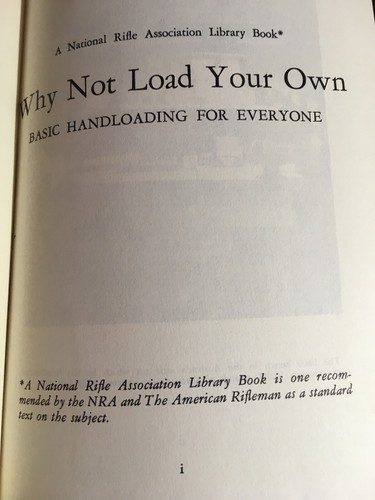 A National Rifle Association Library Book*
Why Not Load Your Own
BASIC HANDLOADING FOR EVERYONE
*A National Rifle Association Library Book is one recom-
mended by the NRA and The American Rifleman as a standard
text on the subject.
i